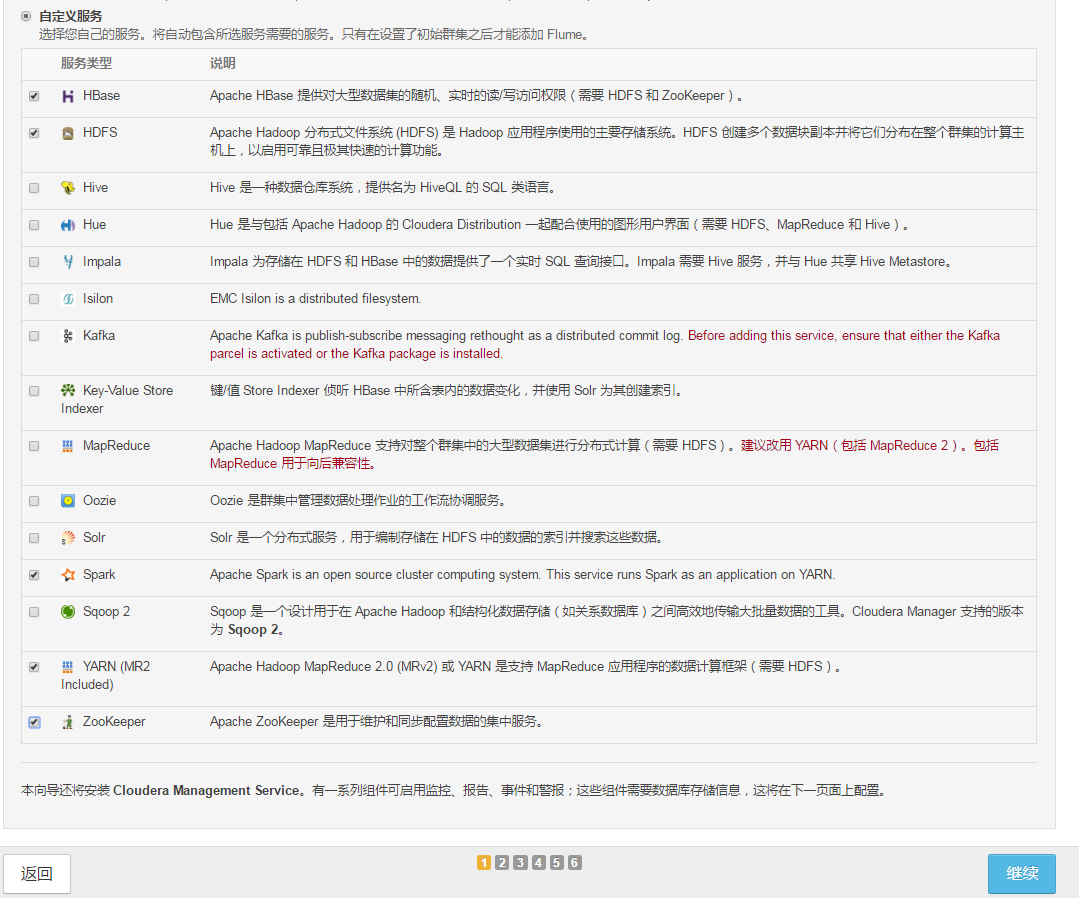 自定义服务
选择您自己的服务。将自动包含所选服务需要的服务。只有在设置了初始群集之后才能添加 Flume。
服务类型 说明
HBase Apache HBase 提供对大型数据集的随机、实时的读/写访问权限（需要 HDFS 和 ZooKeeper）。
HDFS Apache Hadoop 分布式文件系统 (HDFS) 是 Hadoop 应用程序使用的主要存储系统。HDFS 创建多个数据块副本并将它们分布在整个群集的计算主
机上，以启用可靠且极其快速的计算功能。
Hive Hive 是一种数据仓库系统，提供名为 HiveQL 的 SQL 类语言。
Hue Hue 是与包括 Apache Hadoop 的 Cloudera Distribution 一起配合使用的图形用户界面（需要 HDFS、MapReduce 和 Hive）。
Impala Impala 为存储在 HDFS 和 HBase 中的数据提供了一个实时 SQL 查询接口。Impala 需要 Hive 服务，并与 Hue 共享 Hive Metastore。
Isilon EMC Isilon is a distributed filesystem.
Kafka Apache Kafka is publish-subscribe messaging rethought as a distributed commit log. Before adding this service, ensure that either the Kafka
parcel is activated or the Kafka package is installed.
Key-Value Store 键/值 Store Indexer 侦听 HBase 中所含表内的数据变化，并使用 Solr 为其创建索引。
Indexer
MapReduce Apache Hadoop MapReduce 支持对整个群集中的大型数据集进行分布式计算（需要 HDFS）。建议改用 YARN（包括 MapReduce 2）。包括
MapReduce 用于向后兼容性。
Oozie Oozie 是群集中管理数据处理作业的工作流协调服务。
Solr Solr 是一个分布式服务，用于编制存储在 HDFS 中的数据的索引并搜索这些数据。
Spark Apache Spark is an open source cluster computing system. This service runs Spark as an application on YARN.
Sqoop 2 Sqoop 是一个设计用于在 Apache Hadoop 和结构化数据存储（如关系数据库）之间高效地传输大批量数据的工具。Cloudera Manager 支持的版本
为 Sqoop 2。
YARN (MR2 Apache Hadoop MapReduce 2.0 (MRv2) 或 YARN 是支持 MapReduce 应用程序的数据计算框架（需要 HDFS）。
Included)
ZooKeeper Apache ZooKeeper 是用于维护和同步配置数据的集中服务。
本向导还将安装 Cloudera Management Service。有一系列组件可启用监控、报告、事件和警报；这些组件需要数据库存储信息，这将在下一页面上配置。
返回 1 2 3 4 5 6 继续